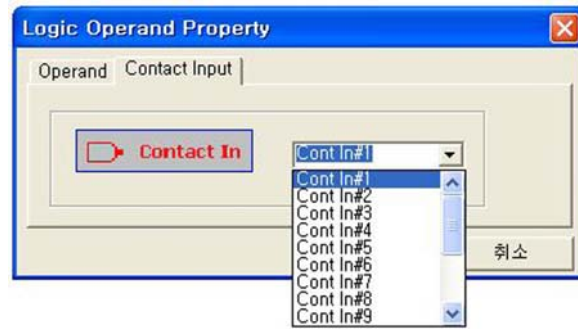 Logic Operand Property
Operand Contact Input
Contact In Cont In#1
Cont In#1
Cont In#2
Cont In#3
Cont In#4
Cont In#5
Cont In#6
Cont In#7
Cont In#8
Cont In#9
취소